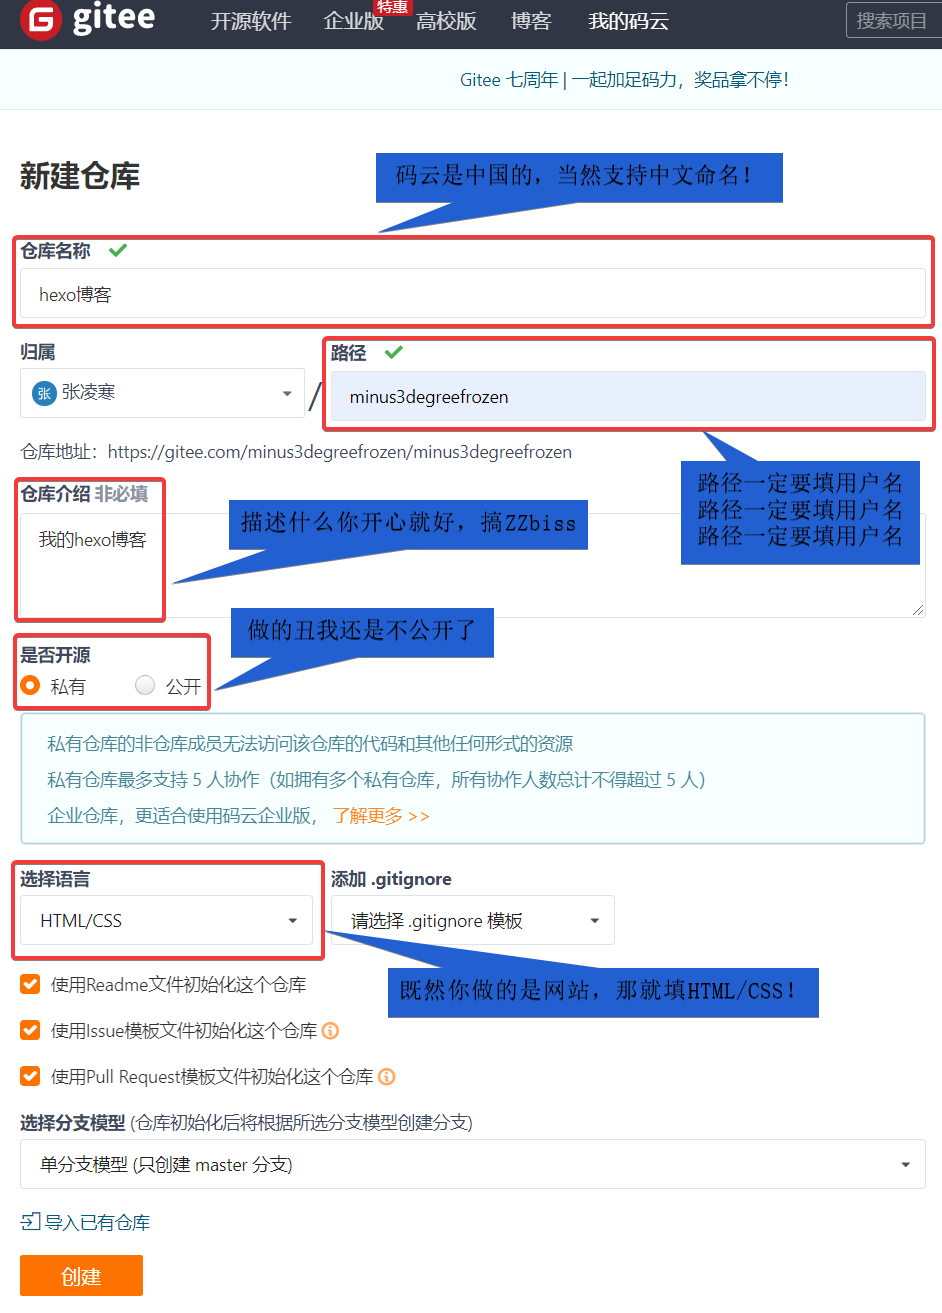 gitee
开源软件 企业版 特惠 高校版 博客 我的码云 搜索项目
Gitee 七周年 | 一起加足码力，奖品拿不停！
新建仓库
码云是中国的，当然支持中文命名！
仓库名称
hexo博客
归属
路径
张 张凌寒
/
minus3degreefrozen
仓库地址：https://gitee.com/minus3degreefrozen/minus3degreefrozen
路径一定要填用户名
路径一定要填用户名
路径一定要填用户名
仓库介绍 非必填
描述什么你开心就好，搞ZZbiss
我的hexo博客
做的丑我还是不公开了
是否开源
私有 公开
私有仓库的非仓库成员无法访问该仓库的代码和其他任何形式的资源
私有仓库最多支持 5 人协作（如拥有多个私有仓库，所有协作人数总计不得超过 5 人）
企业仓库，更适合使用码云企业版， 了解更多 >>
选择语言
添加 .gitignore
HTML/CSS
请选择 .gitignore 模板
既然你做的是网站，那就填HTML/CSS！
使用Readme文件初始化这个仓库
使用Issue模板文件初始化这个仓库
使用Pull Request模板文件初始化这个仓库
选择分支模型 (仓库初始化后将根据所选分支模型创建分支)
单分支模型 (只创建 master 分支)
导入已有仓库
创建